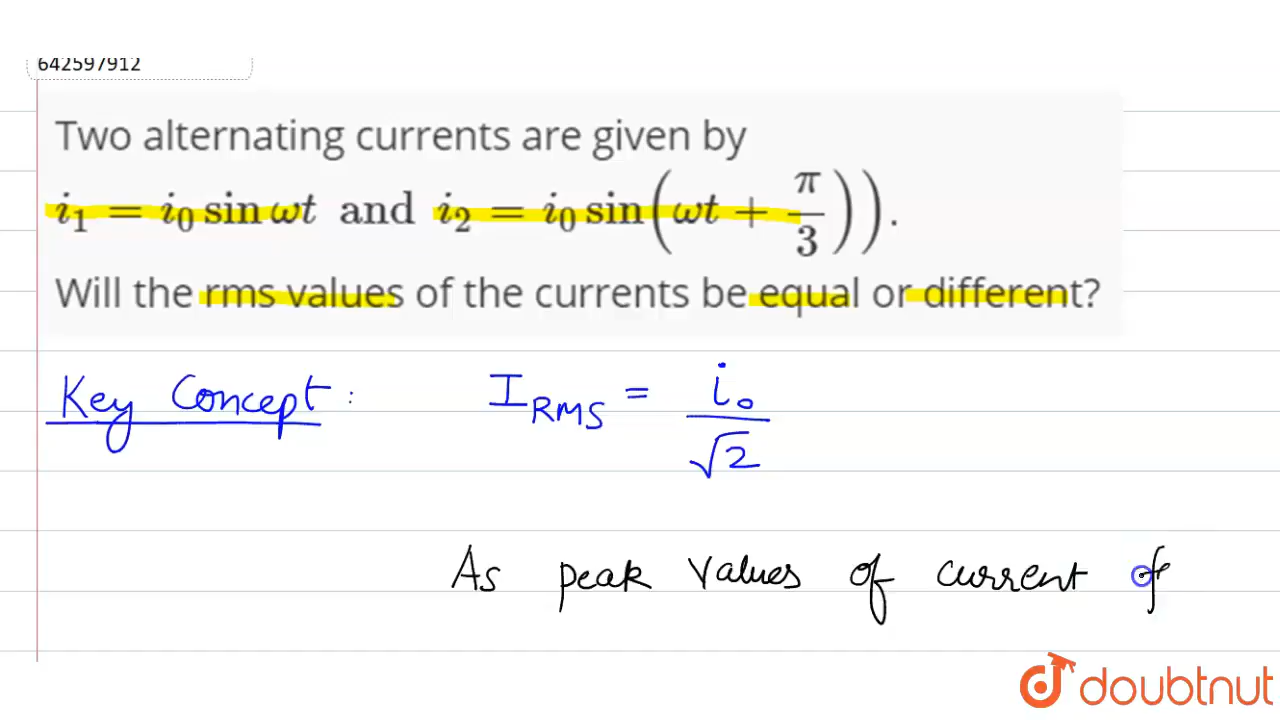 642597912
Two alternating currents are given by
i₁ = i₀ sin ωt and i₂ = i₀ sin(ωt + π/3)).
Will the rms values of the currents be equal or different?
Key Concept : I_RMS = i₀/√2
As peak values of current of
doubtnut